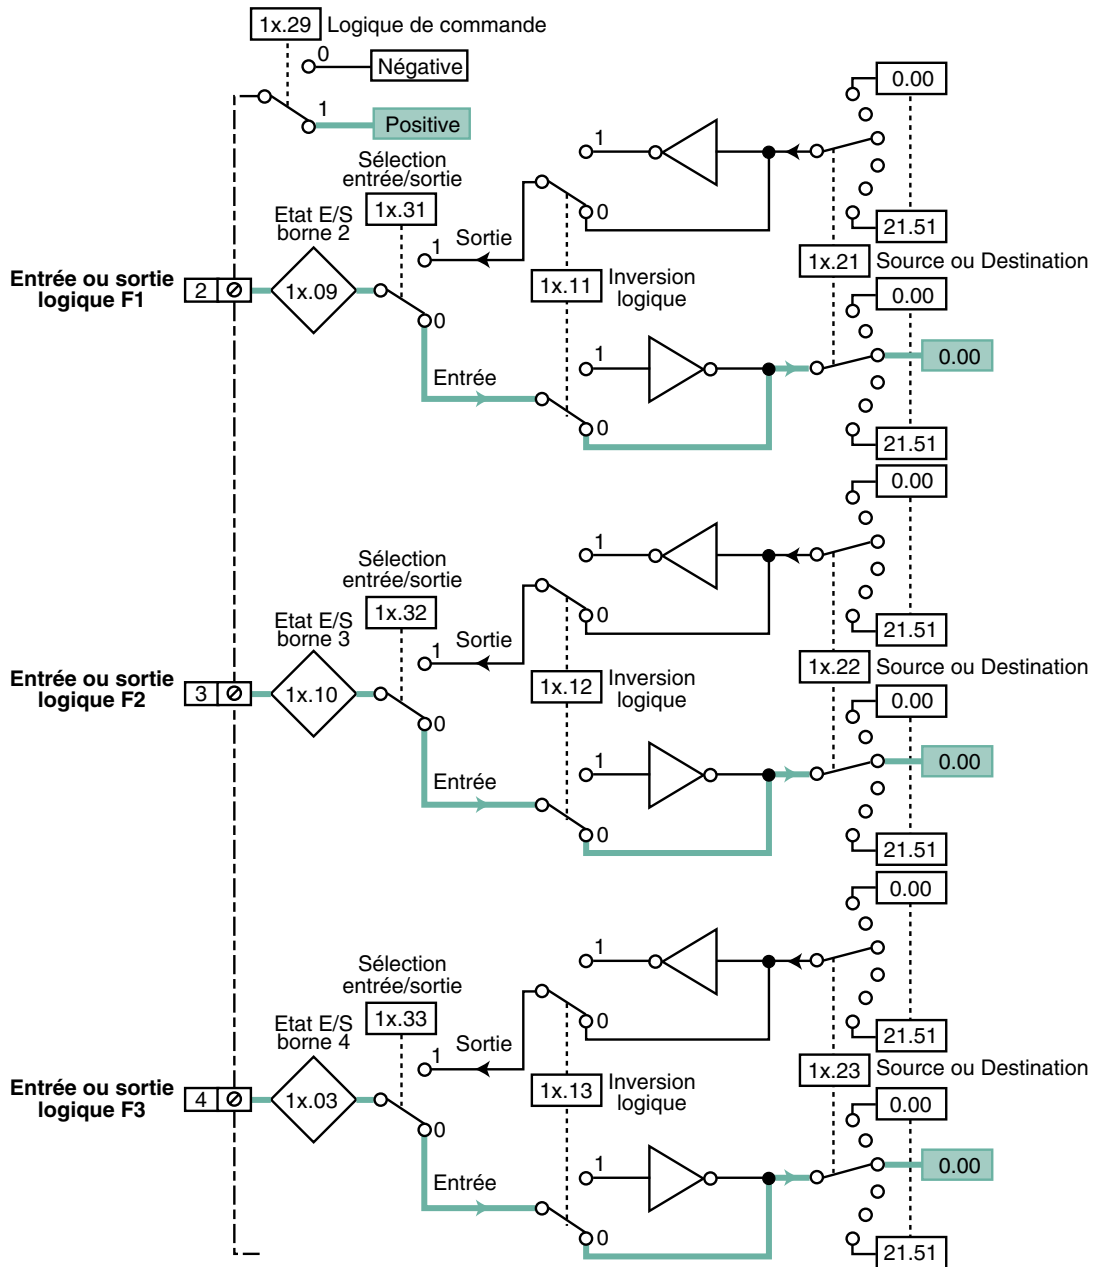 1x.29 Logique de commande
0
Négative
1
Positive
0.00
1
Sélection
entrée/sortie
1x.31
Etat E/S
borne 2
0
1
Sortie
21.51
Entrée ou sortie
logique F1
2
1x.09
1x.11
Inversion
logique
1x.21
Source ou Destination
0.00
0
1
0.00
Entrée
0
21.51
0.00
1
Sélection
entrée/sortie
1x.32
Etat E/S
borne 3
0
1
Sortie
21.51
Entrée ou sortie
logique F2
3
1x.10
1x.12
Inversion
logique
1x.22
Source ou Destination
0.00
0
1
0.00
Entrée
0
21.51
0.00
1
Sélection
entrée/sortie
1x.33
Etat E/S
borne 4
0
1
Sortie
21.51
Entrée ou sortie
logique F3
4
1x.03
1x.13
Inversion
logique
1x.23
Source ou Destination
0.00
0
1
0.00
Entrée
0
21.51